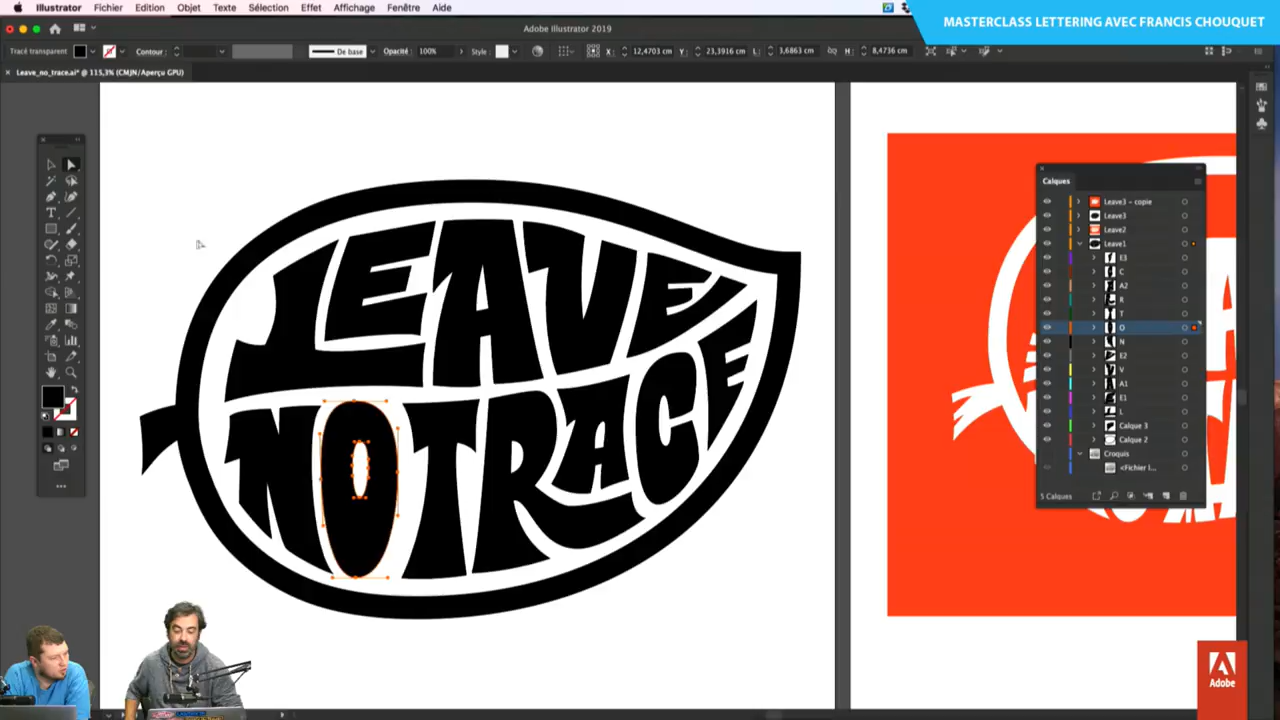 Illustrator Fichier Edition Objet Texte Sélection Effet Affichage Fenêtre Aide
MASTERCLASS LETTERING AVEC FRANCIS CHOUQUET
Adobe Illustrator 2019
Tracé transparent Contour : De base Opacité : 100% Style : X : 12,4703 cm Y : 23,3916 cm L : 3,6863 cm H : 8,4736 cm
Leave_no_trace.ai* @ 115,3% (CMJN/Aperçu GPU)
LEAVE
NO TRACE
Calques
Leave3 - copie
Leave3
Leave2
Leave1
E3
C
A2
R
T
O
N
E2
V
A1
E1
L
Calque 3
Calque 2
Croquis
<Fichier l...
5 Calques
Adobe